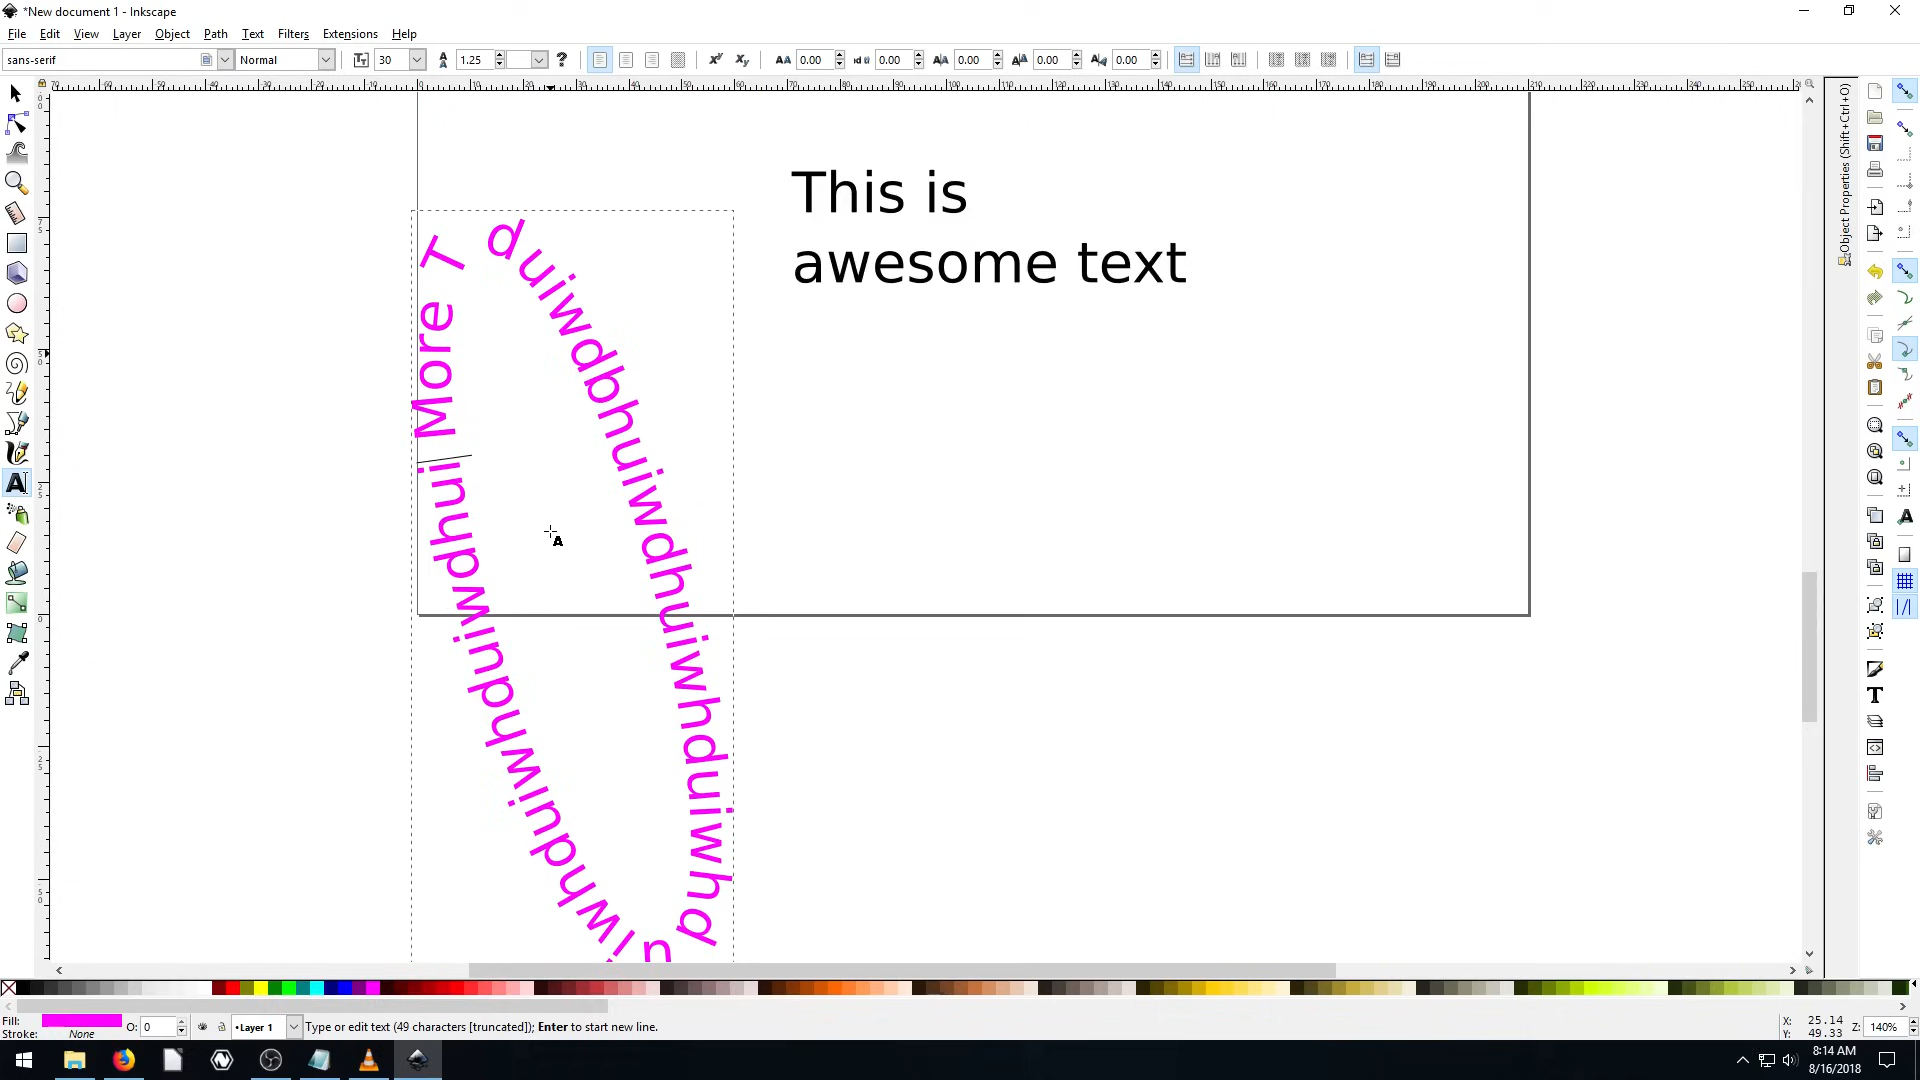 *New document 1 - Inkscape
File Edit View Layer Object Path Text Filters Extensions Help
sans-serif Normal 30 1.25 0.00 0.00 0.00 0.00 0.00
This is
awesome text
More T
duiwdbhuiwdhuiwhduiwhd
Object Properties (Shift+Ctrl+O)
Fill:
Stroke: None
O: 0
•Layer 1
Type or edit text (49 characters [truncated]); Enter to start new line.
X: 25.14
Y: 49.33
Z: 140%
8:14 AM
8/16/2018